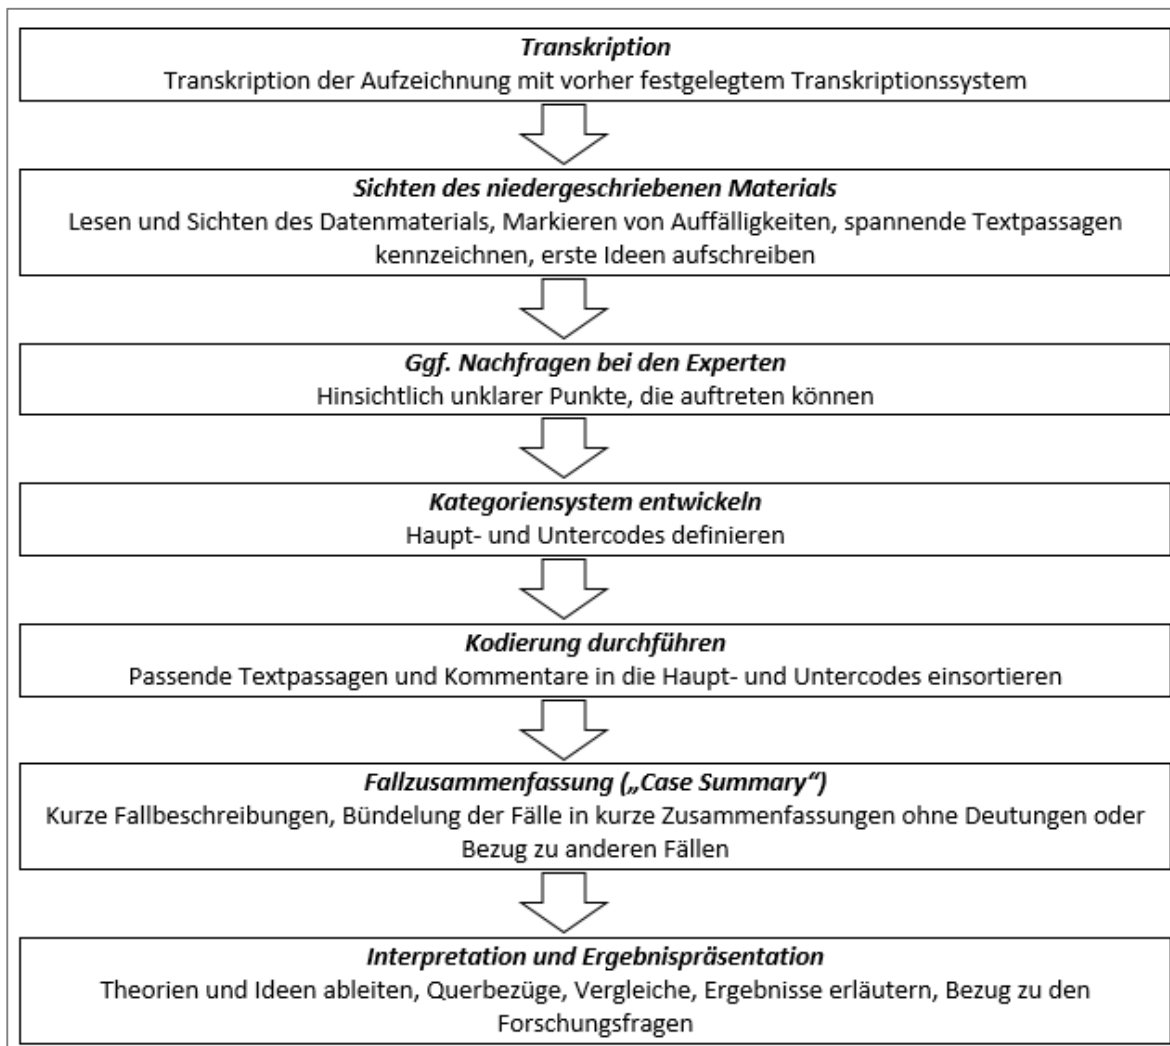 Transkription
Transkription der Aufzeichnung mit vorher festgelegtem Transkriptionssystem
Sichten des niedergeschriebenen Materials
Lesen und Sichten des Datenmaterials, Markieren von Auffälligkeiten, spannende Textpassagen
kennzeichnen, erste Ideen aufschreiben
Ggf. Nachfragen bei den Experten
Hinsichtlich unklarer Punkte, die auftreten können
Kategoriensystem entwickeln
Haupt- und Untercodes definieren
Kodierung durchführen
Passende Textpassagen und Kommentare in die Haupt- und Untercodes einsortieren
Fallzusammenfassung („Case Summary“)
Kurze Fallbeschreibungen, Bündelung der Fälle in kurze Zusammenfassungen ohne Deutungen oder
Bezug zu anderen Fällen
Interpretation und Ergebnispräsentation
Theorien und Ideen ableiten, Querbezüge, Vergleiche, Ergebnisse erläutern, Bezug zu den
Forschungsfragen